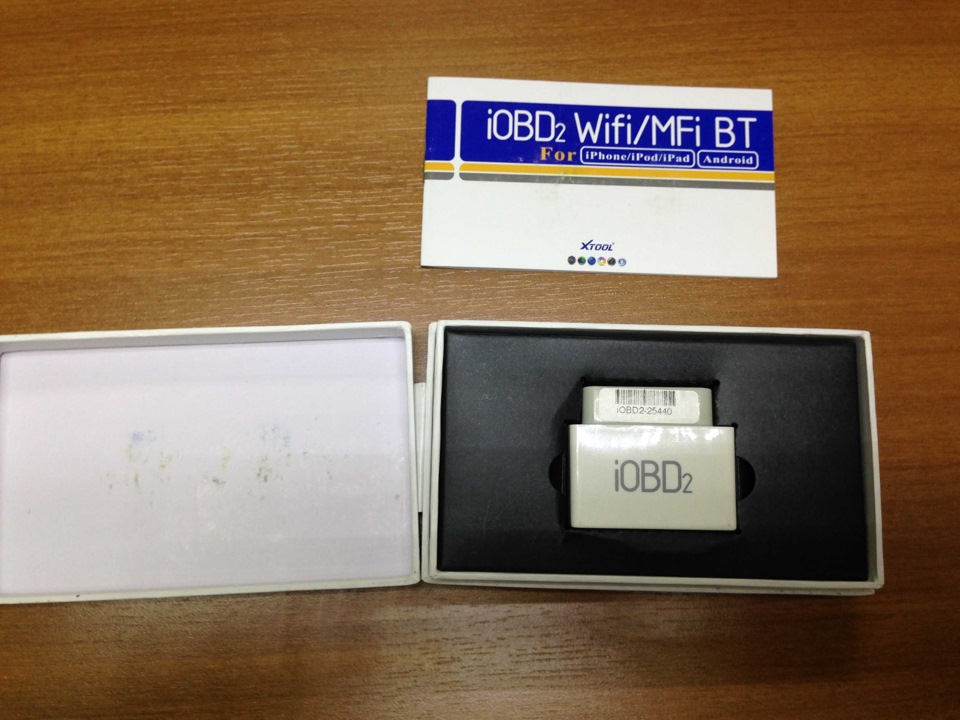 iOBD2 Wifi/MFi BT
For iPhone/iPod/iPad Android
XTOOL
iOBD2-25440
iOBD2